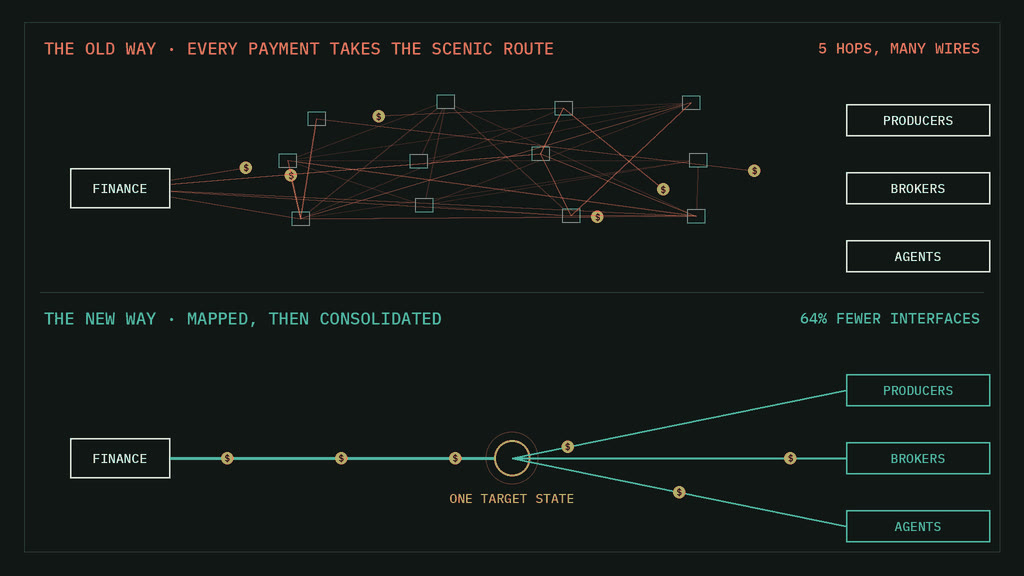 THE OLD WAY · EVERY PAYMENT TAKES THE SCENIC ROUTE
5 HOPS, MANY WIRES
PRODUCERS
FINANCE
BROKERS
AGENTS
$
$
$
$
$
$
THE NEW WAY · MAPPED, THEN CONSOLIDATED
64% FEWER INTERFACES
PRODUCERS
FINANCE
$
$
$
$
$
$
BROKERS
ONE TARGET STATE
AGENTS